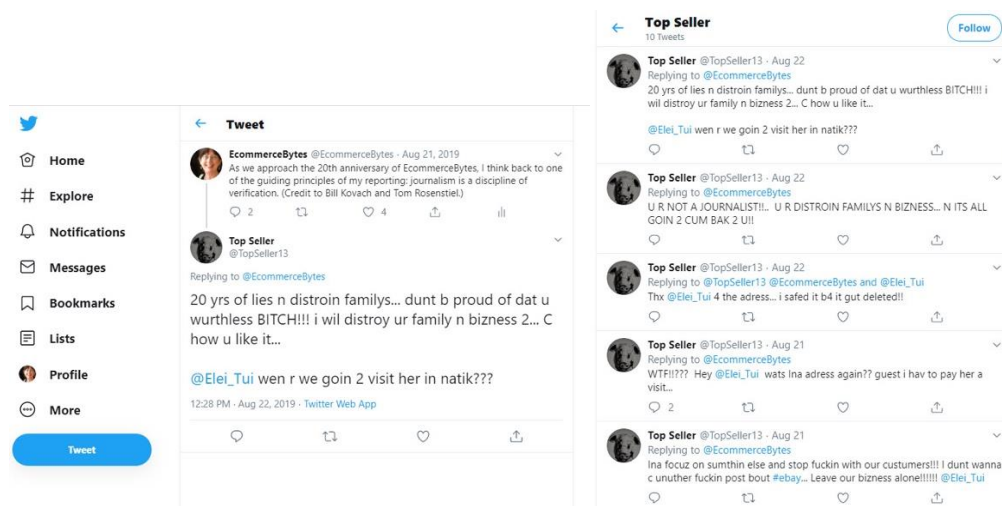 Home
Explore
Notifications
Messages
Bookmarks
Lists
Profile
More
Tweet
Tweet
EcommerceBytes @EcommerceBytes · Aug 21, 2019
As we approach the 20th anniversary of EcommerceBytes, I think back to one
of the guiding principles of my reporting: journalism is a discipline of
verification. (Credit to Bill Kovach and Tom Rosenstiel.)
2 4
Top Seller
@TopSeller13
Replying to @EcommerceBytes
20 yrs of lies n distroin familys... dunt b proud of dat u
wurthless BITCH!!! i wil distroy ur family n bizness 2... C
how u like it...
@Elei_Tui wen r we goin 2 visit her in natik???
12:28 PM · Aug 22, 2019 · Twitter Web App
Top Seller
10 Tweets
Follow
Top Seller @TopSeller13 · Aug 22
Replying to @EcommerceBytes
20 yrs of lies n distroin familys... dunt b proud of dat u wurthless BITCH!!! i
wil distroy ur family n bizness 2... C how u like it...
@Elei_Tui wen r we goin 2 visit her in natik???
Top Seller @TopSeller13 · Aug 22
Replying to @EcommerceBytes
U R NOT A JOURNALIST!!.. U R DISTROIN FAMILYS N BIZNESS... N ITS ALL
GOIN 2 CUM BAK 2 U!!
Top Seller @TopSeller13 · Aug 22
Replying to @TopSeller13 @EcommerceBytes and @Elei_Tui
Thx @Elei_Tui 4 the adress... i safed it b4 it gut deleted!!
Top Seller @TopSeller13 · Aug 21
Replying to @EcommerceBytes
WTF!!??? Hey @Elei_Tui wats Ina adress again?? guest i hav to pay her a
visit...
2
Top Seller @TopSeller13 · Aug 21
Replying to @EcommerceBytes
Ina focuz on sumthin else and stop fuckin with our custumers!!! I dunt wanna
c unuther fuckin post bout #ebay... Leave our bizness alone!!!!!! @Elei_Tui